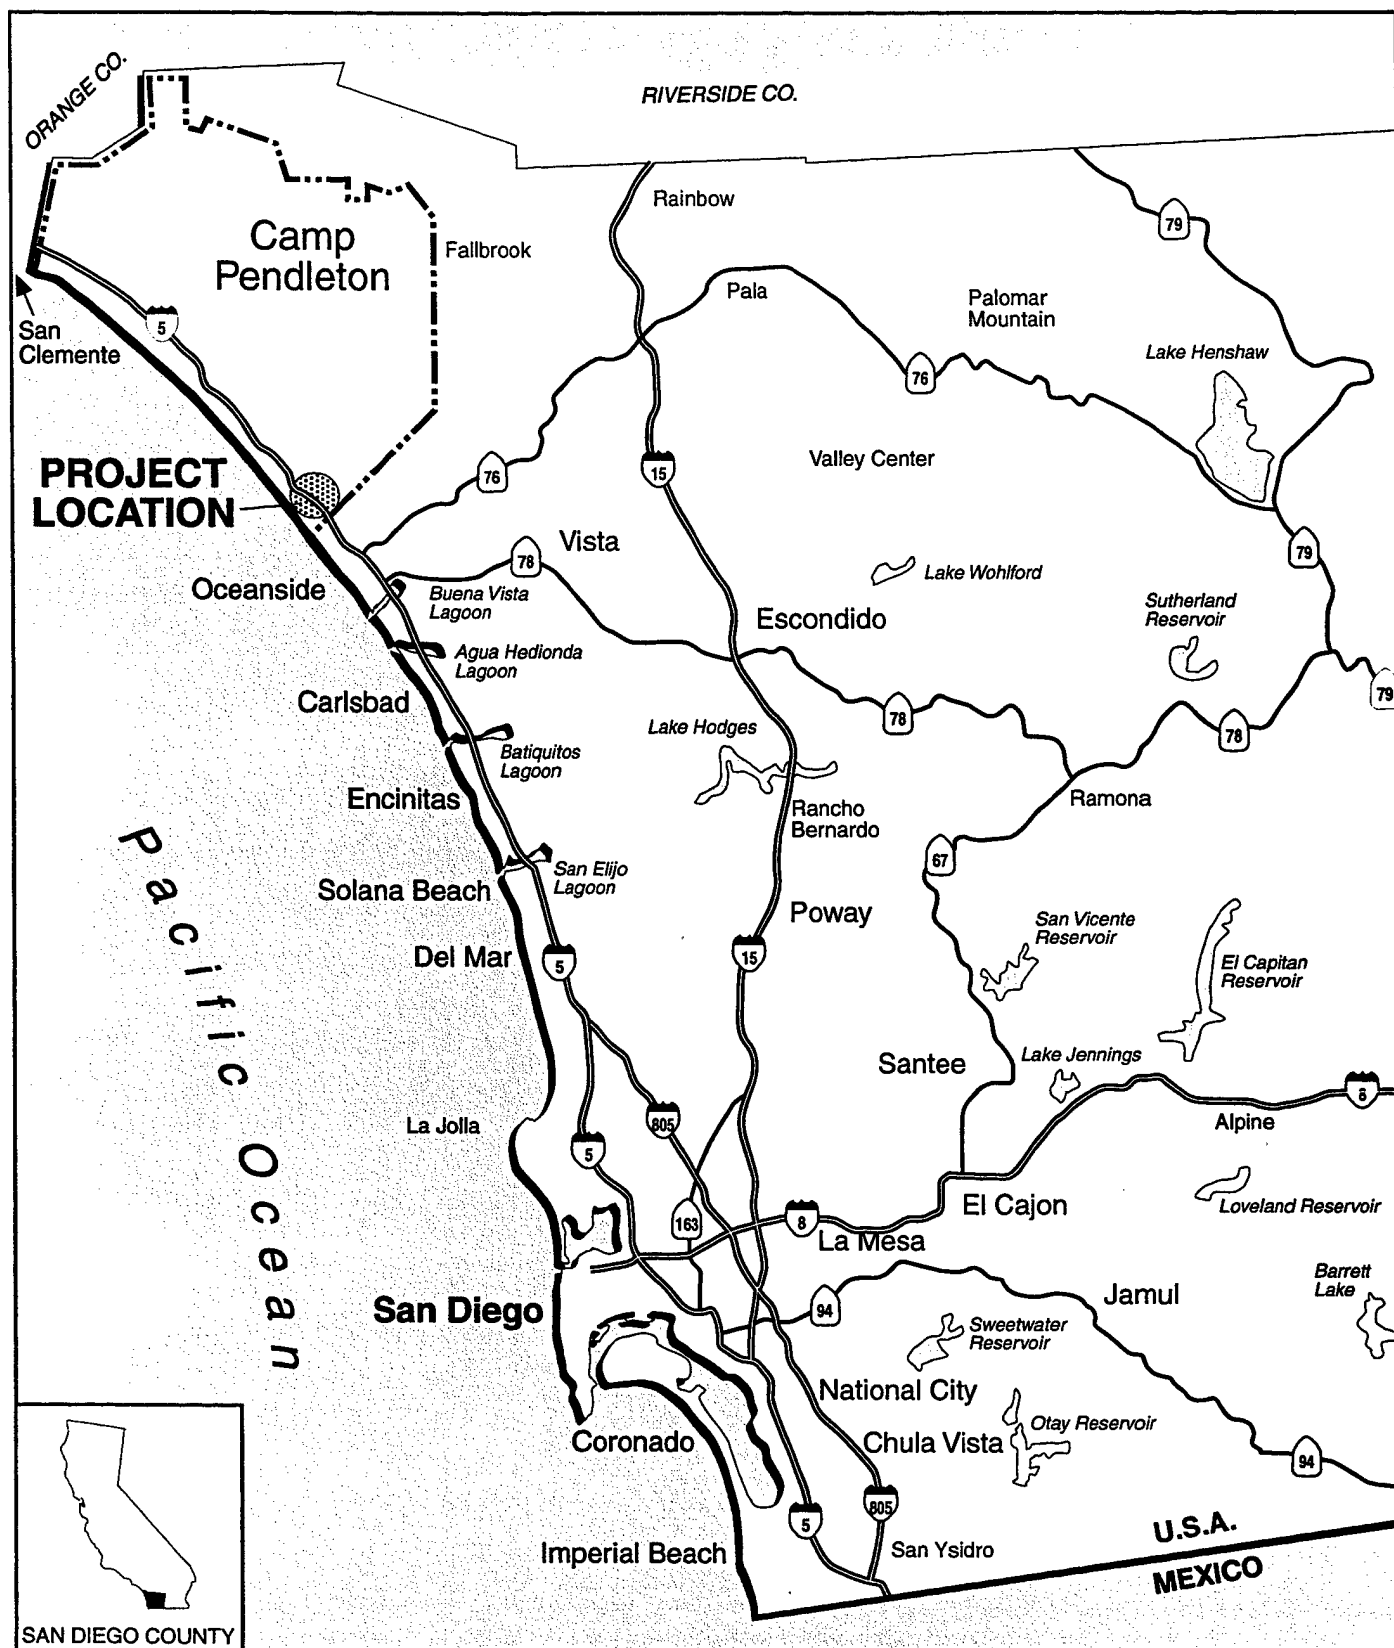 ORANGE CO.
RIVERSIDE CO.
Rainbow
79
Camp
Pendleton
Fallbrook
Pala
Palomar
Mountain
5
San
Clemente
Lake Henshaw
76
PROJECT
LOCATION
76
15
Valley Center
Vista
78
79
Oceanside
Buena Vista
Lagoon
Lake Wohlford
Escondido
Sutherland
Reservoir
Agua Hedionda
Lagoon
79
Carlsbad
Lake Hodges
78
78
Batiquitos
Lagoon
Encinitas
Rancho
Bernardo
Ramona
67
San Elijo
Lagoon
Solana Beach
Poway
San Vicente
Reservoir
Del Mar
5
15
El Capitan
Reservoir
Pacific Ocean
Santee
Lake Jennings
8
La Jolla
805
Alpine
5
163
8
El Cajon
Loveland Reservoir
La Mesa
San Diego
94
Jamul
Barrett
Lake
Sweetwater
Reservoir
National City
Coronado
Chula Vista
Otay Reservoir
94
5
805
Imperial Beach
San Ysidro
U.S.A.
MEXICO
SAN DIEGO COUNTY